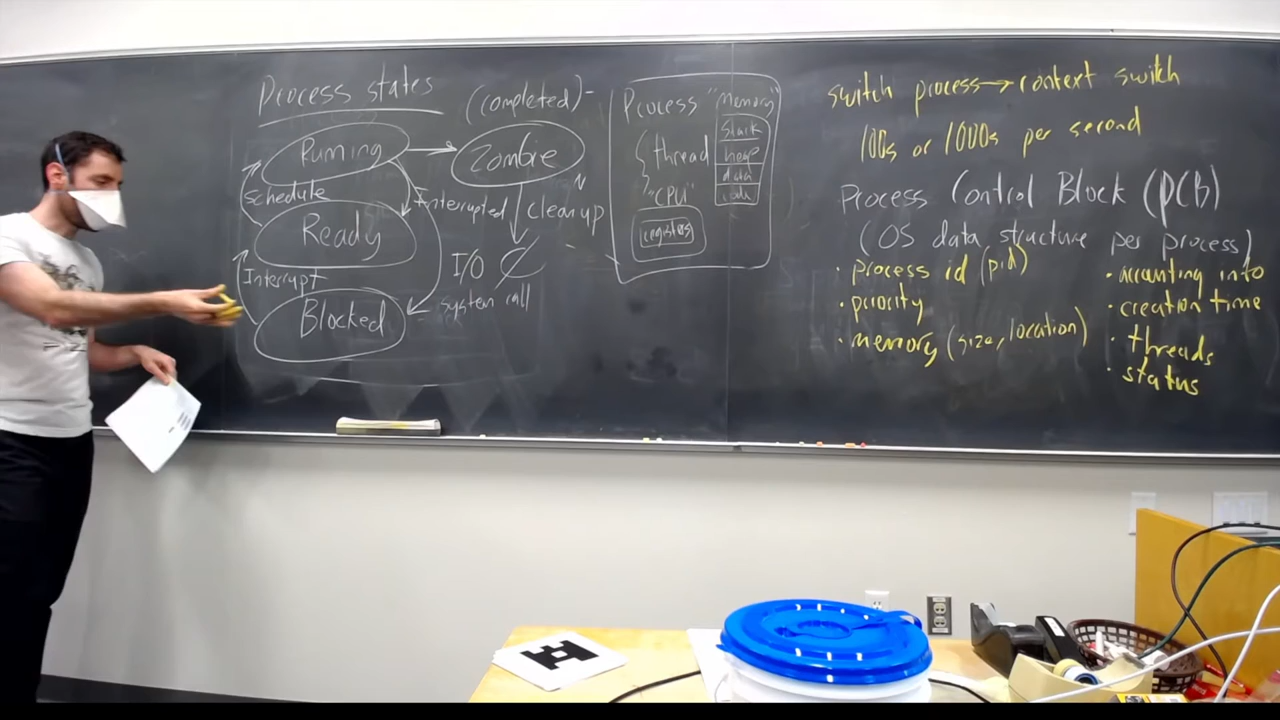 Process states
(completed)
Running
Zombie
Schedule
Interrupted
Clean up
Ready
I/O
Interrupt
system call
Blocked
Process "Memory"
Stack
thread
heap
data
"CPU"
code
registers
switch process → context switch
100s or 1000s per second
Process Control Block (PCB)
(OS data structure per process)
• process id (pid)
• priority
• memory (size, location)
• accounting info
• creation time
• threads
• status